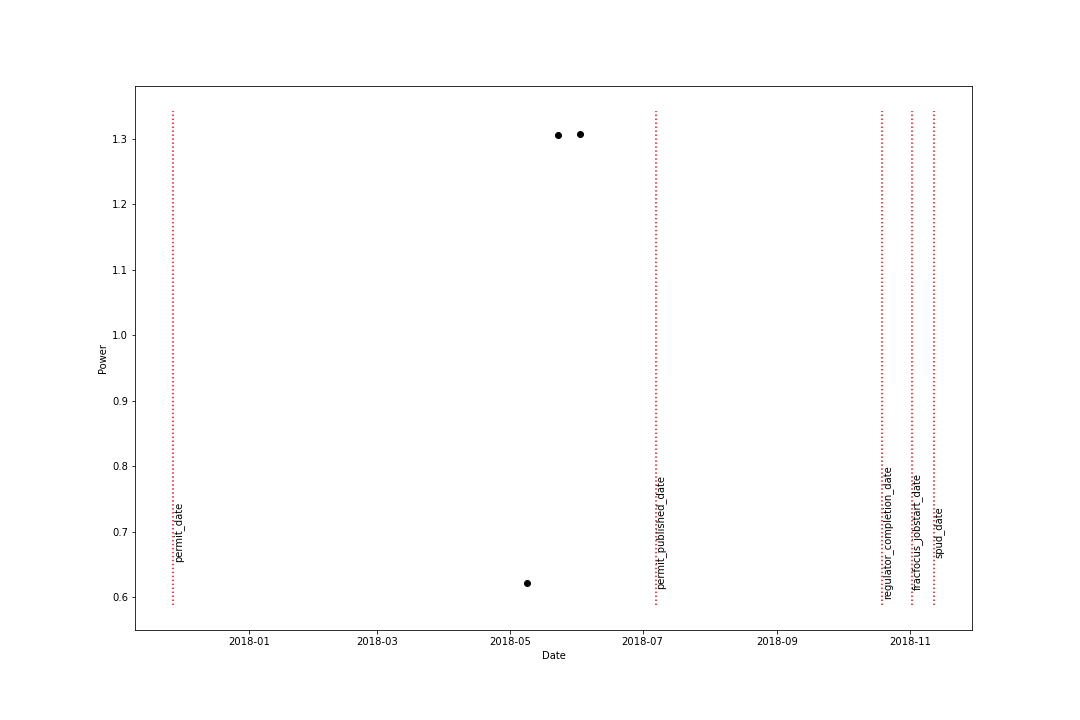 1.3
1.2
1.1
1.0
0.9
0.8
0.7
0.6
Power
permit_date
permit_published_date
regulator_completion_date
fracfocus_jobstart_date
spud_date
2018-01
2018-03
2018-05
2018-07
2018-09
2018-11
Date